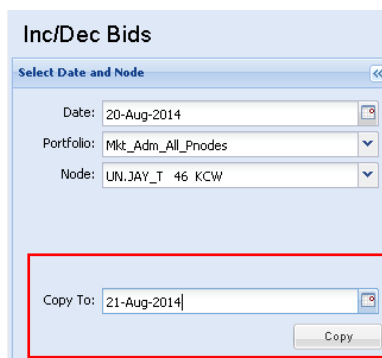 Inc/Dec Bids
Select Date and Node
Date: 20-Aug-2014
Portfolio: Mkt_Adm_All_Pnodes
Node: UN.JAY_T 46 KCW
Copy To: 21-Aug-2014
Copy